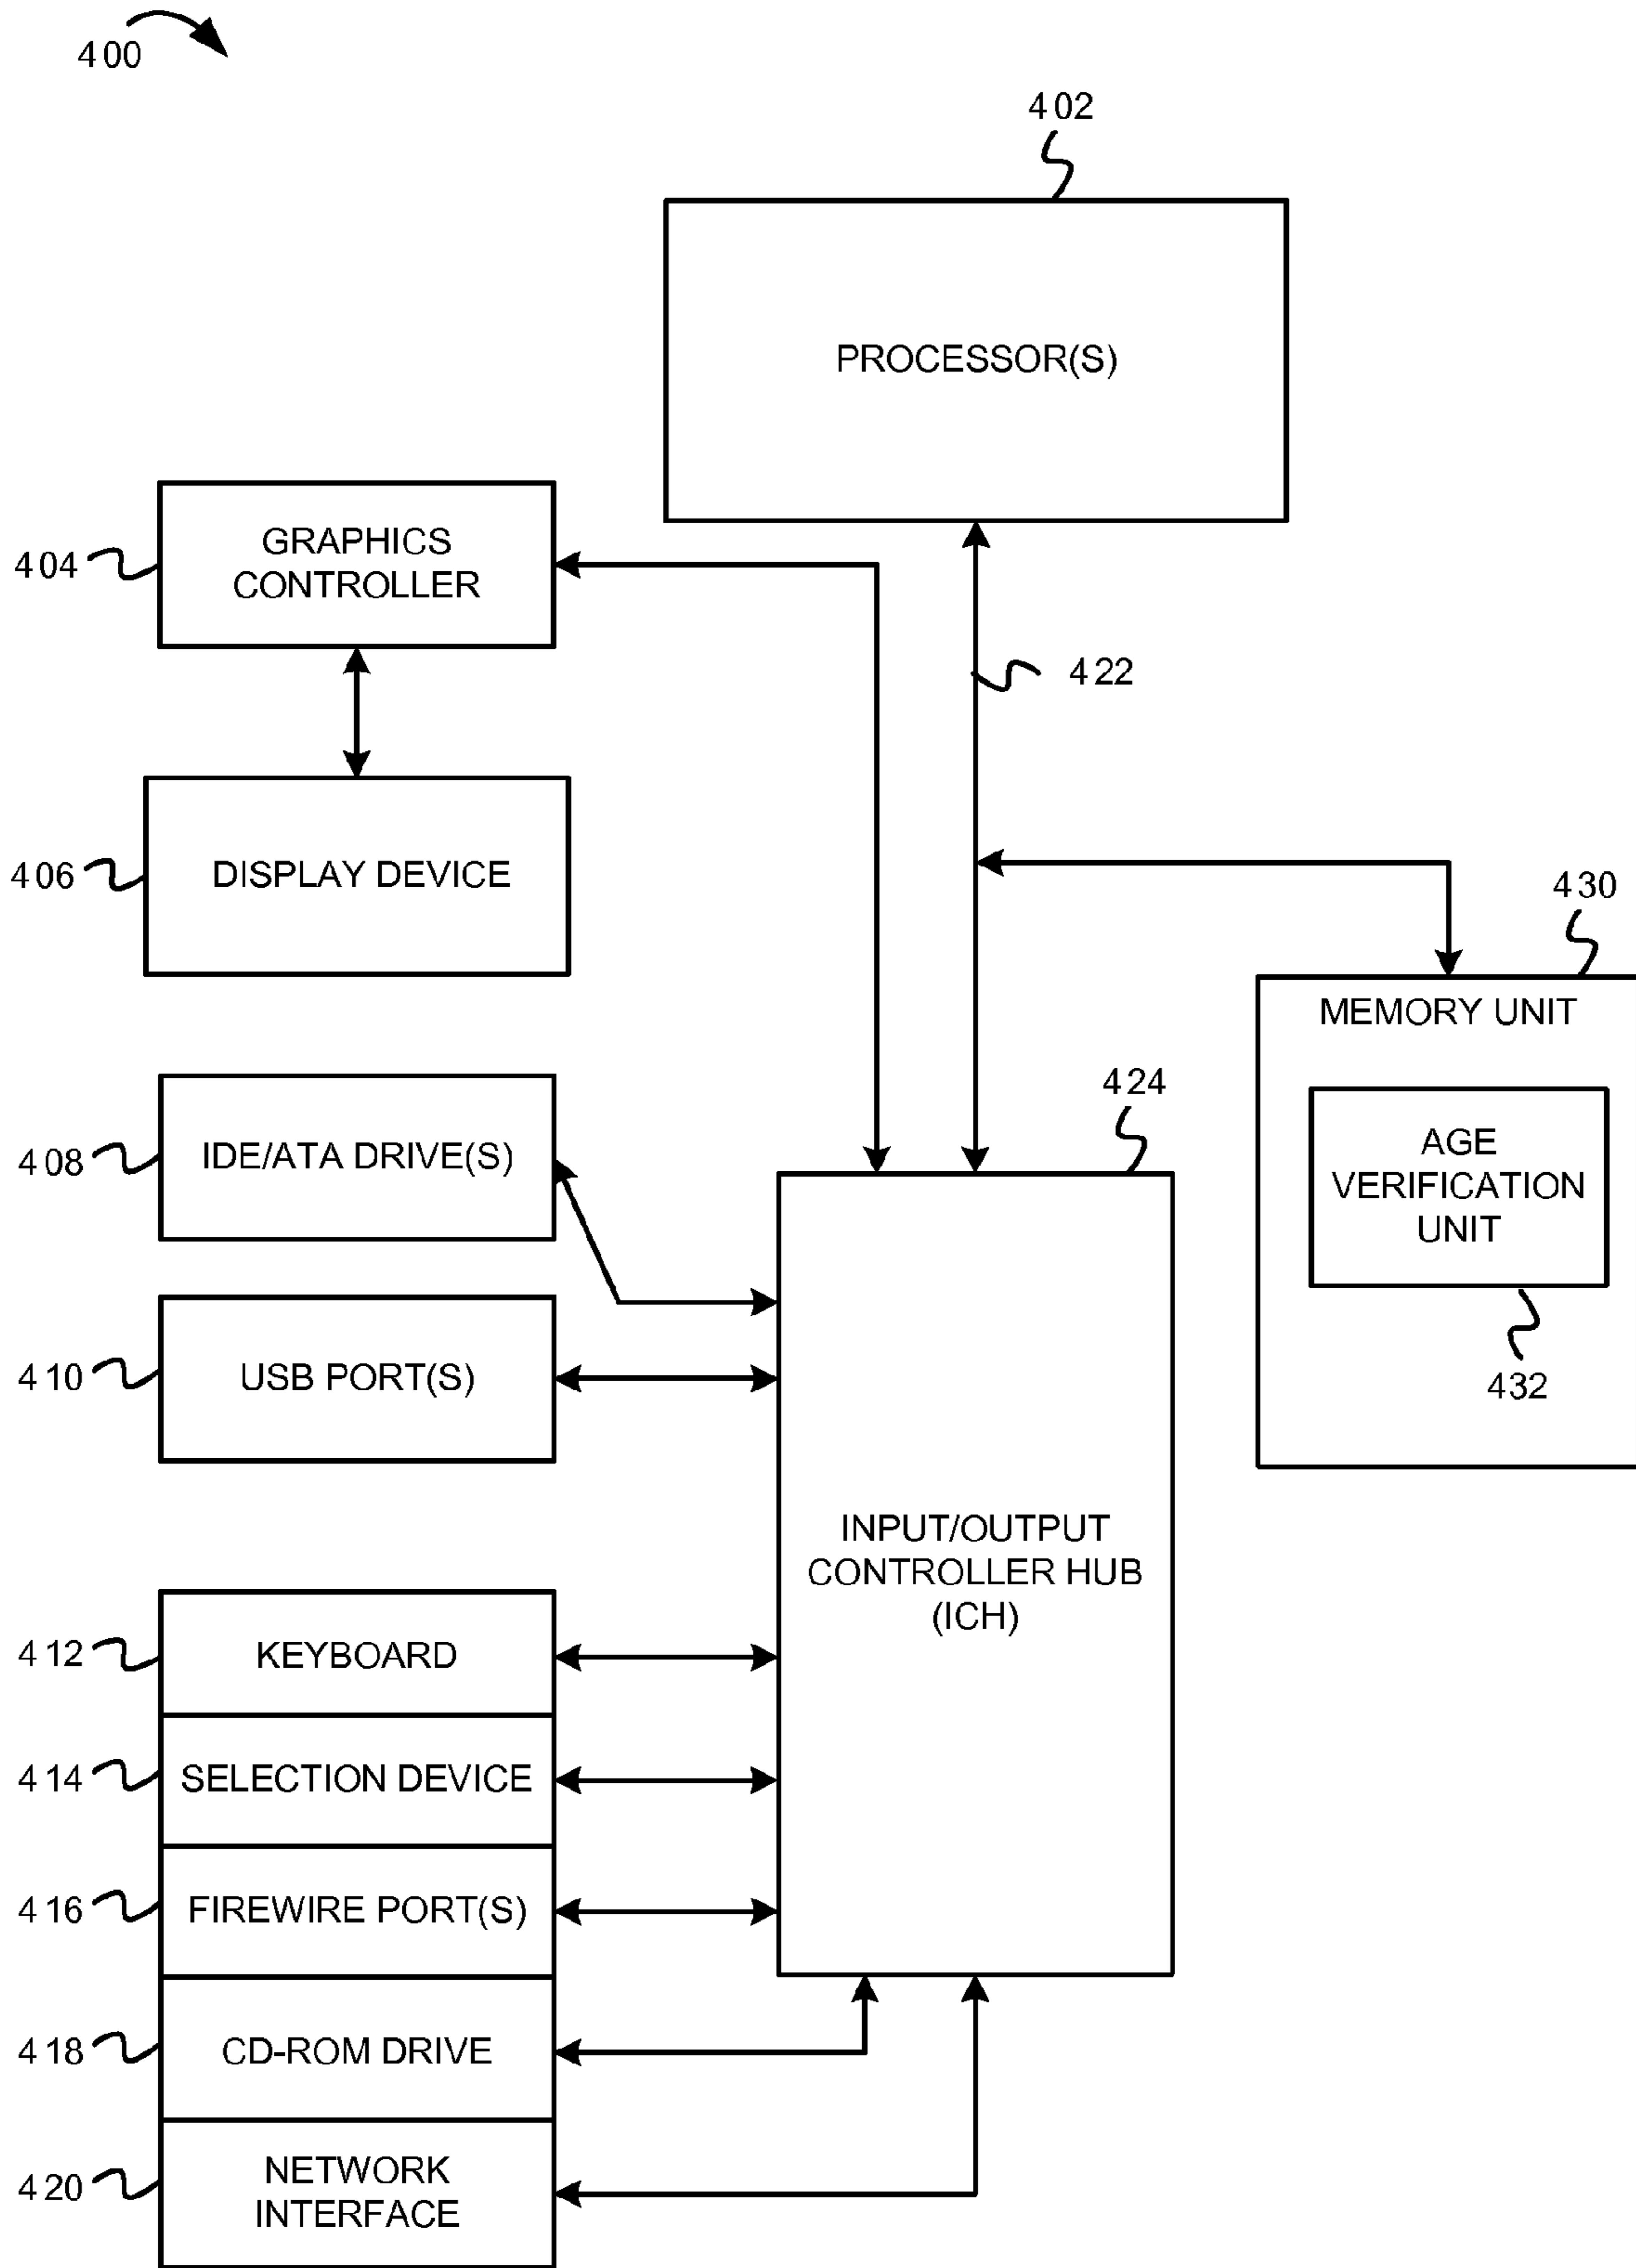 400
402
PROCESSOR(S)
GRAPHICS
CONTROLLER
404
422
DISPLAY DEVICE
406
430
MEMORY UNIT
424
AGE
VERIFICATION
UNIT
432
IDE/ATA DRIVE(S)
408
USB PORT(S)
410
INPUT/OUTPUT
CONTROLLER HUB
(ICH)
412
KEYBOARD
414
SELECTION DEVICE
416
FIREWIRE PORT(S)
418
CD-ROM DRIVE
420
NETWORK
INTERFACE